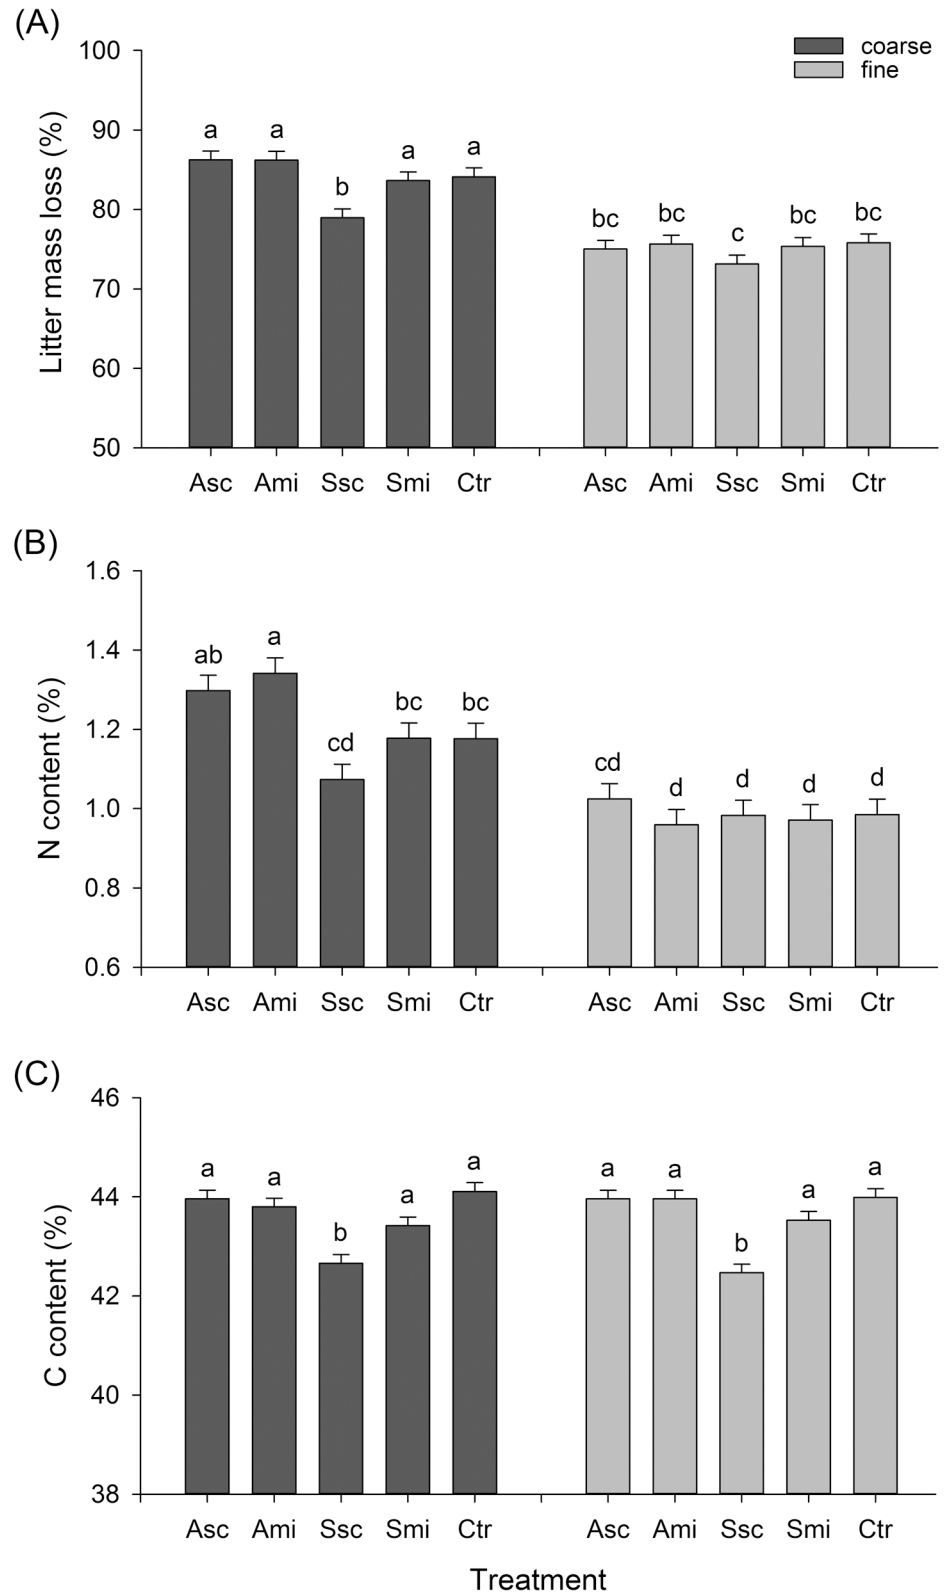 (A)
coarse
fine
Litter mass loss (%)
100
90
80
70
60
50
a a b a a bc bc c bc bc
Asc Ami Ssc Smi Ctr Asc Ami Ssc Smi Ctr
(B)
N content (%)
1.6
1.4
1.2
1.0
0.8
0.6
ab a cd bc bc cd d d d d
Asc Ami Ssc Smi Ctr Asc Ami Ssc Smi Ctr
(C)
C content (%)
46
44
42
40
38
a a b a a a a b a a
Asc Ami Ssc Smi Ctr Asc Ami Ssc Smi Ctr
Treatment